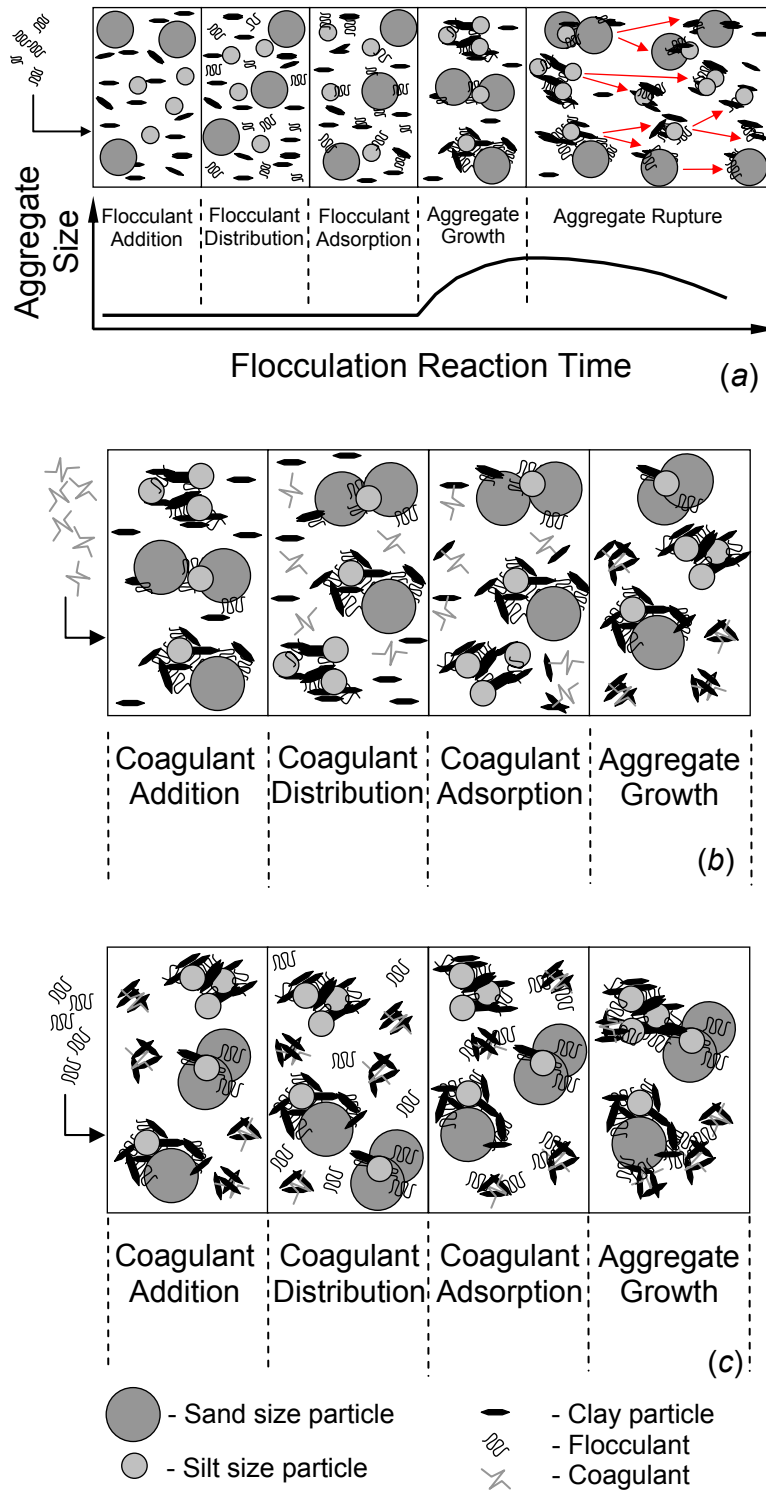 Flocculant Addition
Flocculant Distribution
Flocculant Adsorption
Aggregate Growth
Aggregate Rupture
Aggregate Size
Flocculation Reaction Time
(a)
Coagulant Addition
Coagulant Distribution
Coagulant Adsorption
Aggregate Growth
(b)
Coagulant Addition
Coagulant Distribution
Coagulant Adsorption
Aggregate Growth
(c)
- Sand size particle
- Silt size particle
- Clay particle
- Flocculant
- Coagulant